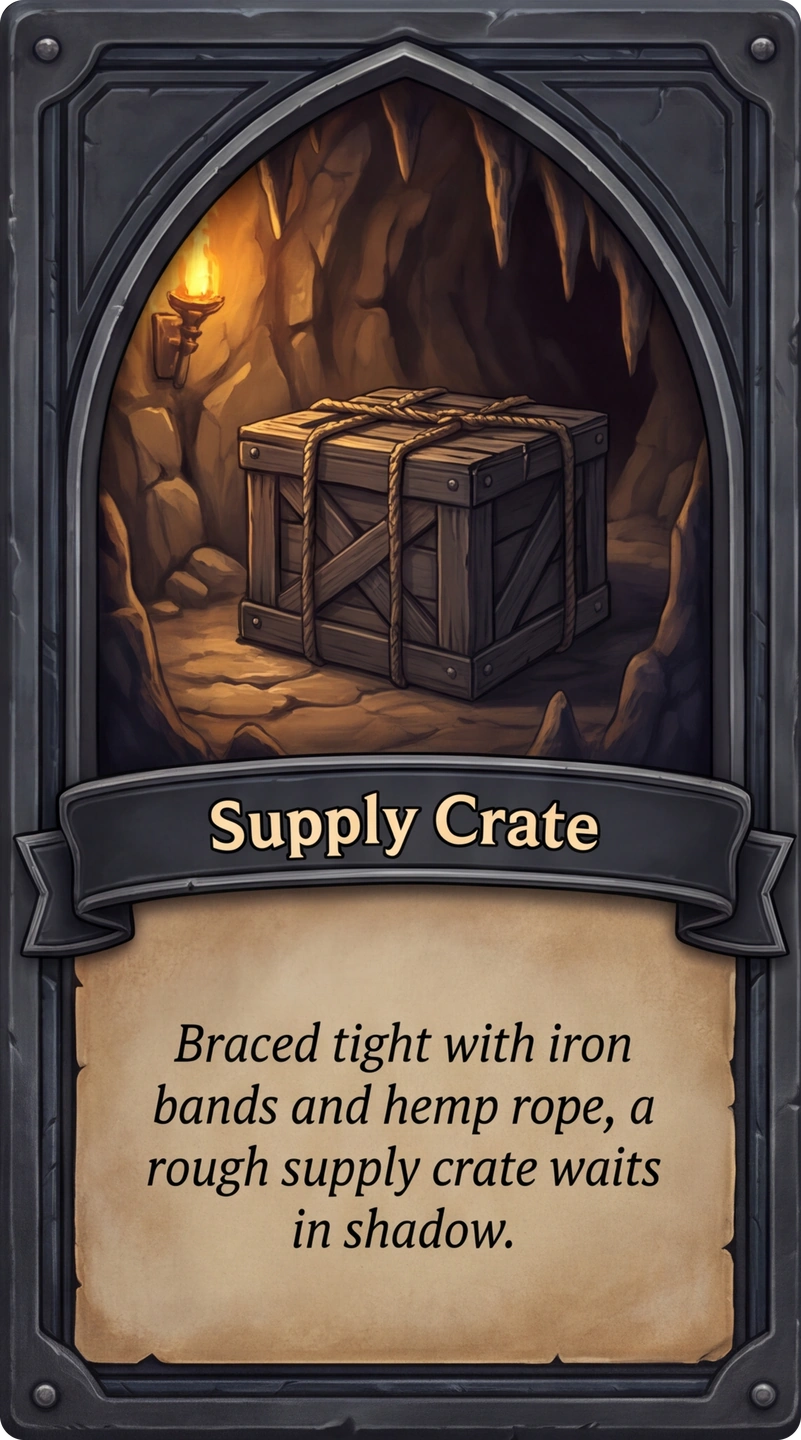 Supply Crate
Braced tight with iron
bands and hemp rope, a
rough supply crate waits
in shadow.